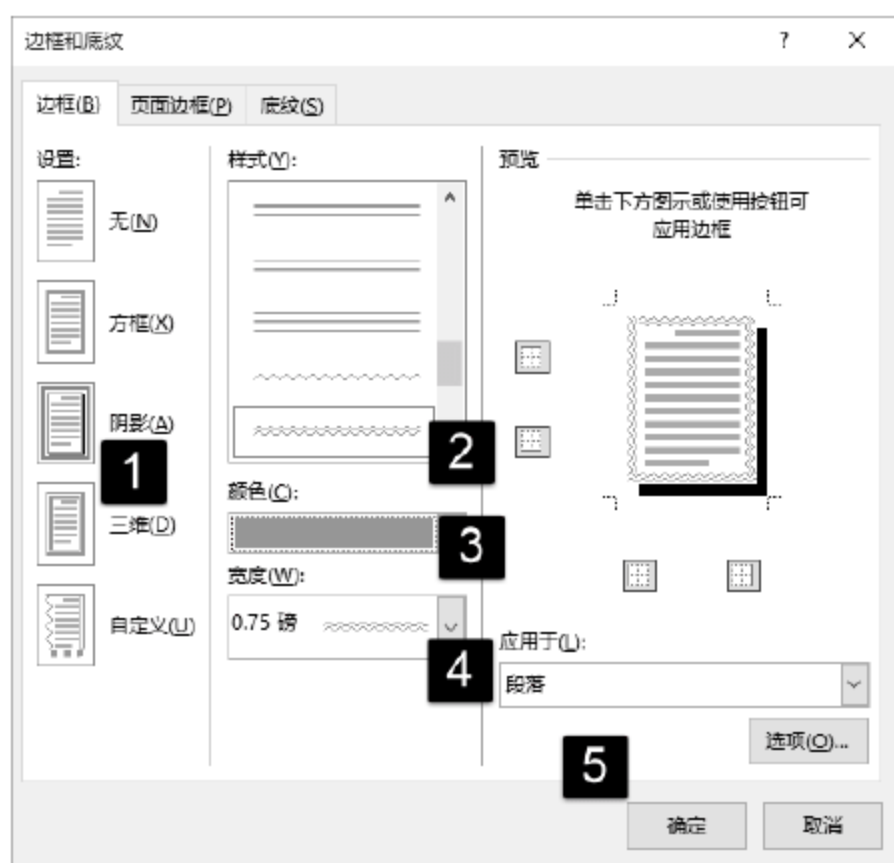 边框和底纹 ? ×
边框(B) 页面边框(P) 底纹(S)
设置:
无(N)
方框(X)
阴影(A)
1
三维(D)
自定义(U)
样式(Y):
2
颜色(C):
3
宽度(W):
0.75 磅
4
预览
单击下方图示或使用按钮可
应用边框
应用于(L):
段落
选项(O)...
5
确定 取消